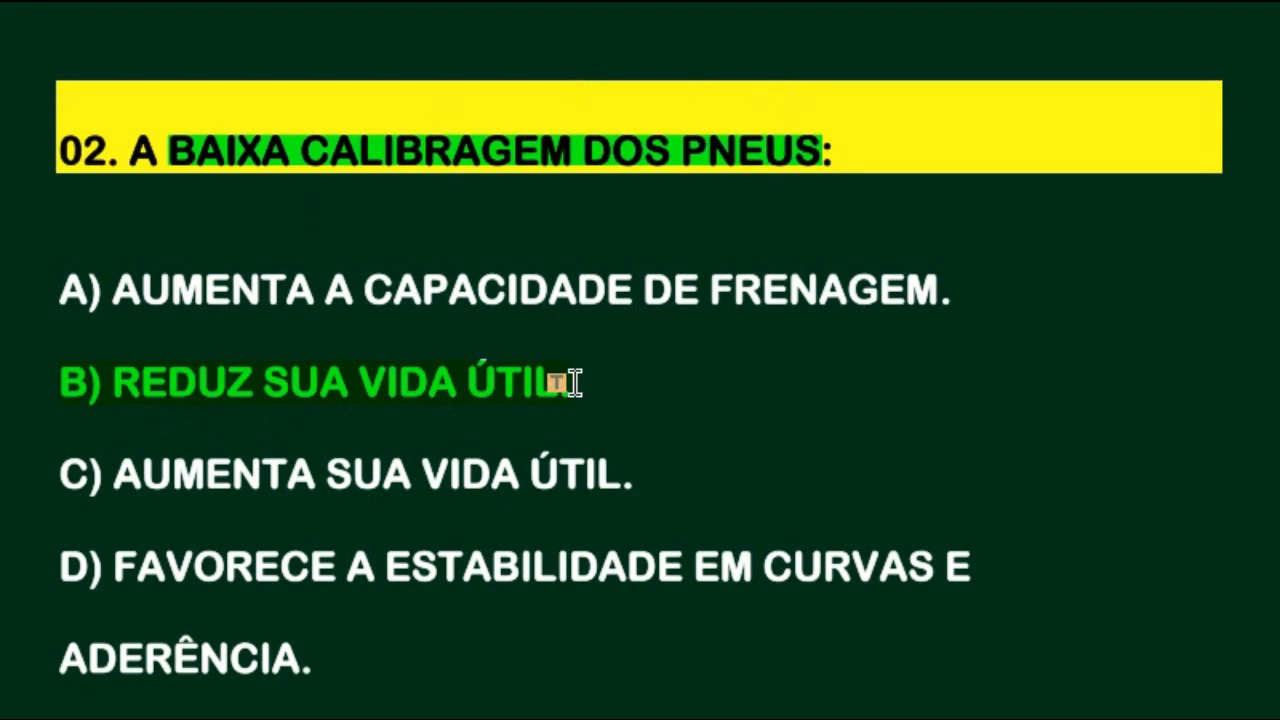 02. A BAIXA CALIBRAGEM DOS PNEUS:
A) AUMENTA A CAPACIDADE DE FRENAGEM.
B) REDUZ SUA VIDA ÚTIL.
C) AUMENTA SUA VIDA ÚTIL.
D) FAVORECE A ESTABILIDADE EM CURVAS E
ADERÊNCIA.